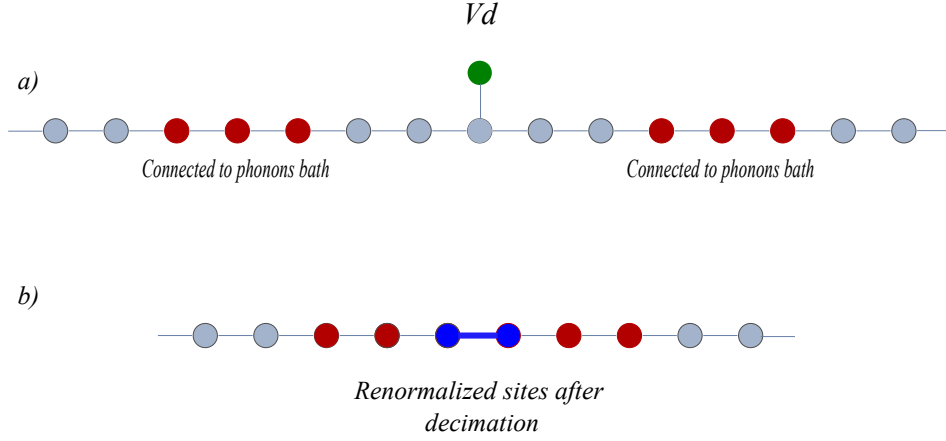 Vd
a)
Connected to phonons bath Connected to phonons bath
b)
Renormalized sites after
decimation